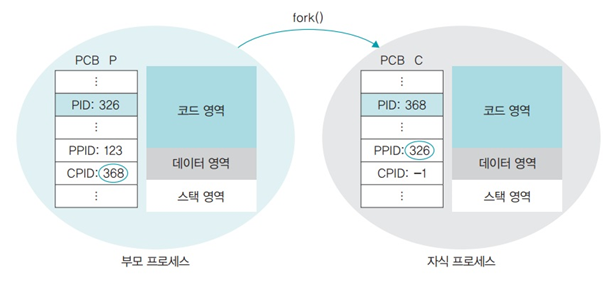 fork()
PCB P
⋮
PID: 326
⋮
PPID: 123
CPID: 368
⋮
코드 영역
데이터 영역
스택 영역
부모 프로세스
PCB C
⋮
PID: 368
⋮
PPID: 326
CPID: -1
⋮
코드 영역
데이터 영역
스택 영역
자식 프로세스